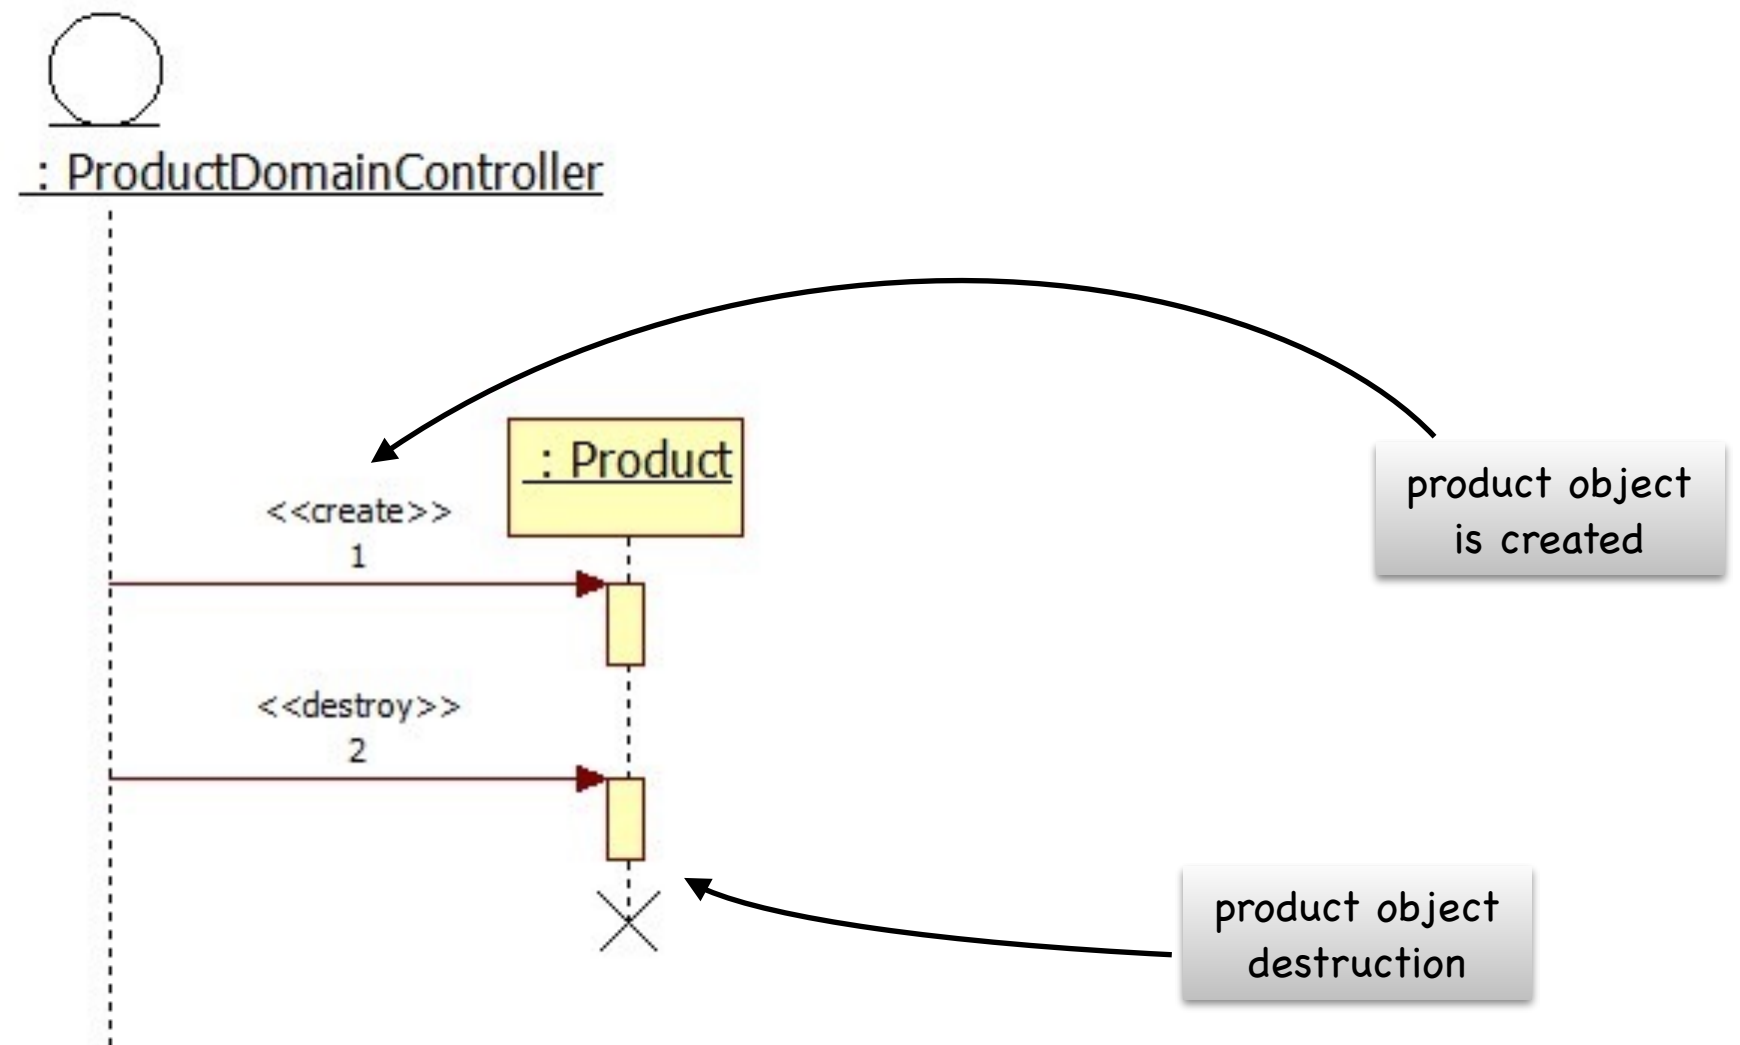 : ProductDomainController
: Product
<<create>>
1
product object
is created
<<destroy>>
2
product object
destruction